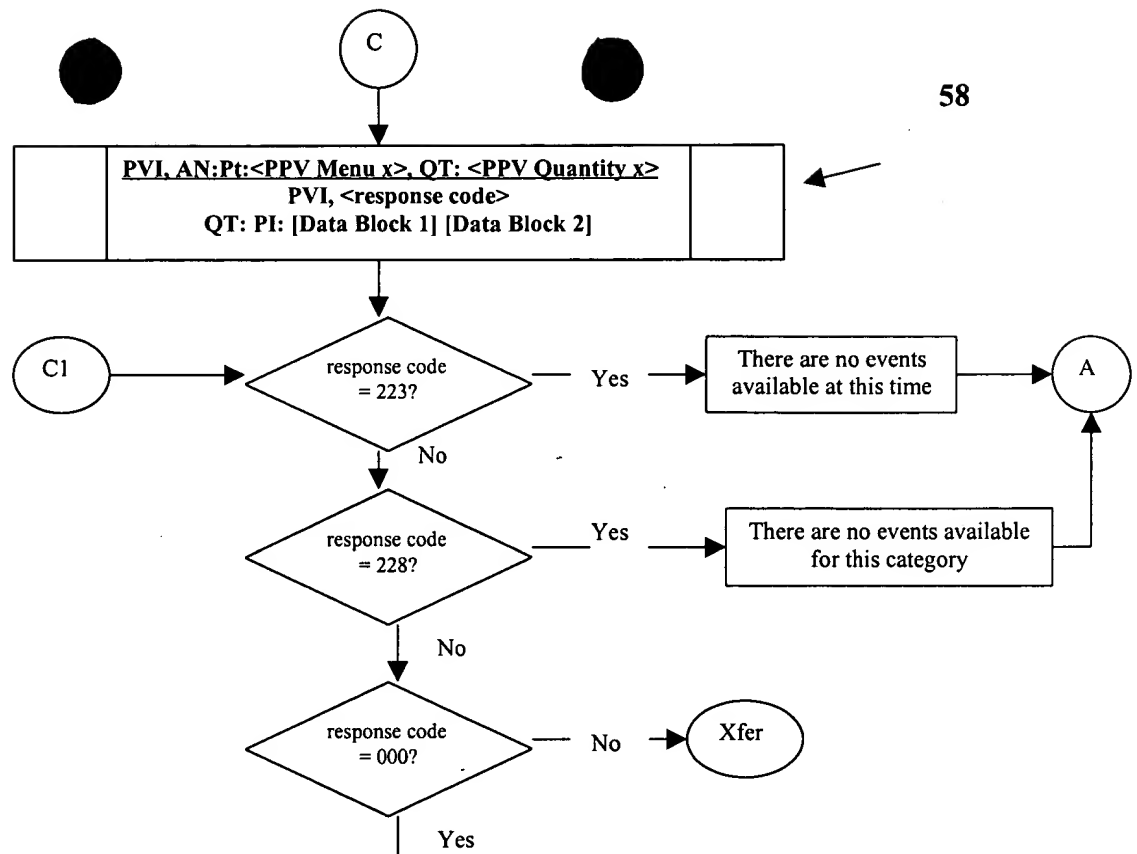 C
58
PVI, AN:Pt:<PPV Menu x>, QT: <PPV Quantity x>
PVI, <response code>
QT: PI: [Data Block 1] [Data Block 2]
C1
response code
= 223?
Yes
There are no events
available at this time
A
No
response code
= 228?
Yes
There are no events available
for this category
No
response code
= 000?
No
Xfer
Yes